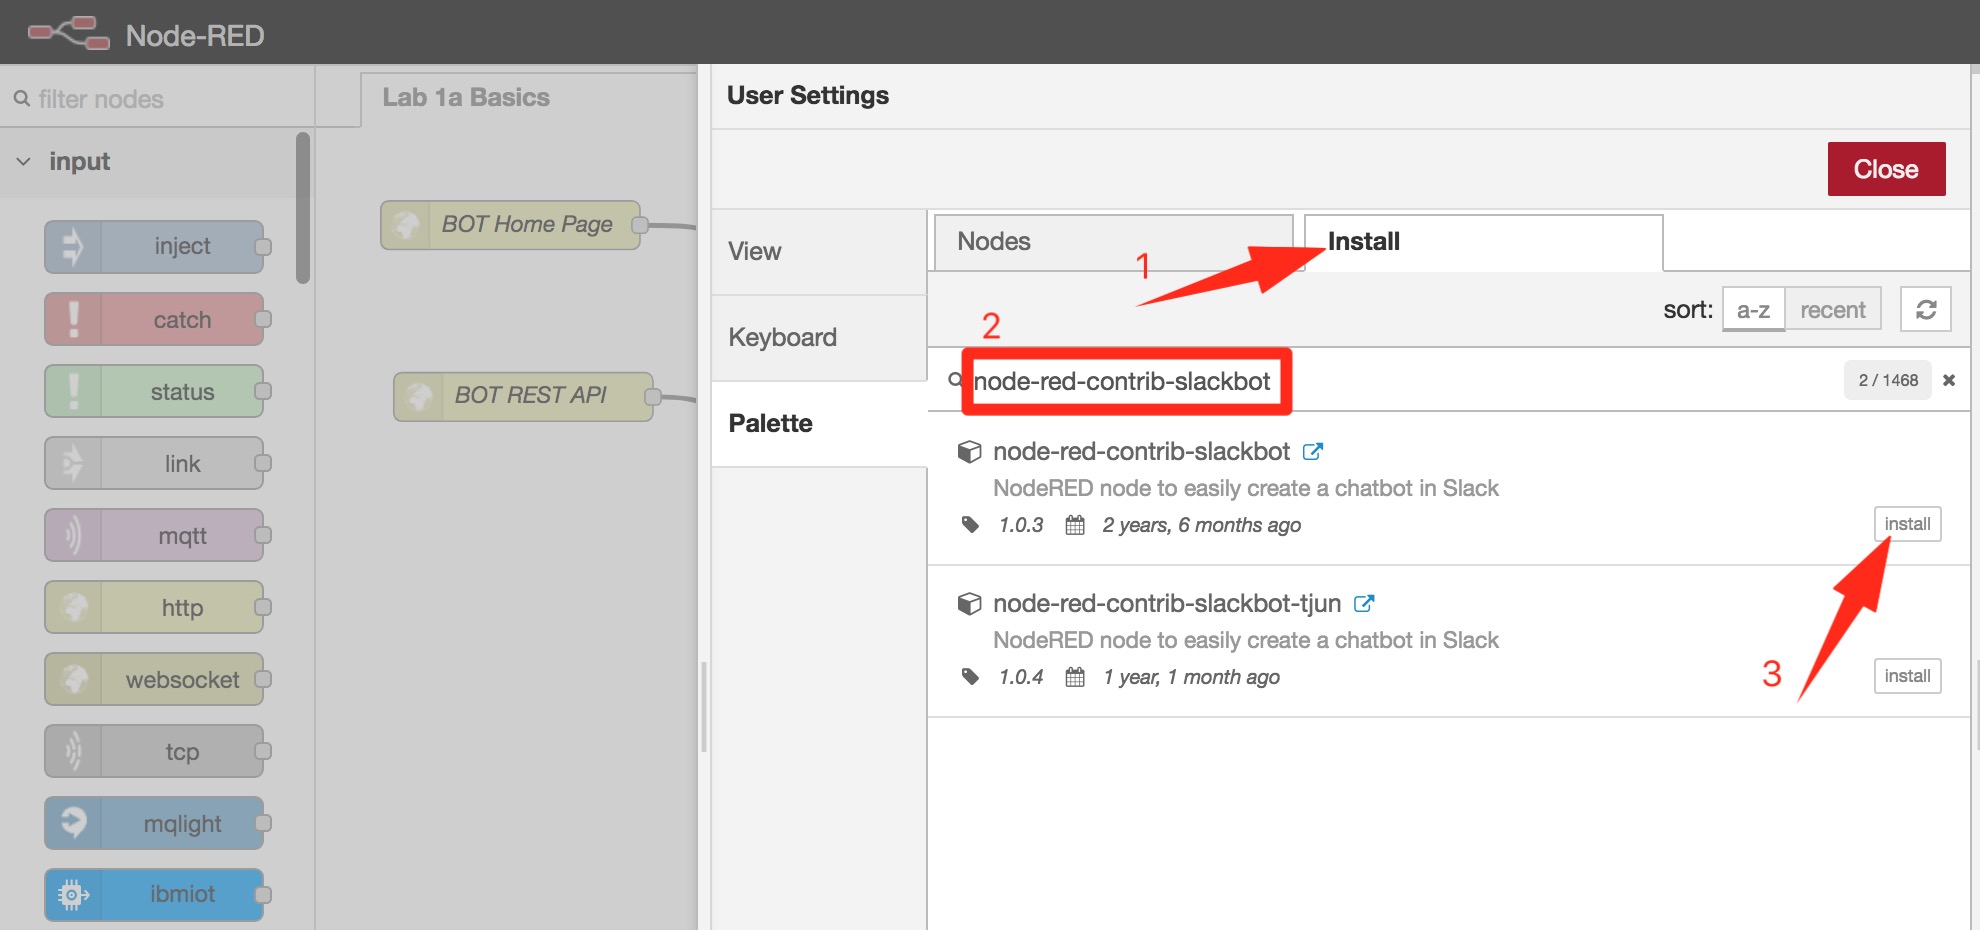 Node-RED
filter nodes
input
inject
catch
status
link
mqtt
http
websocket
tcp
mqlight
ibmiot
Lab 1a Basics
BOT Home Page
BOT REST API
User Settings
Close
View
Keyboard
Palette
Nodes
Install
1
sort: a-z recent
2
node-red-contrib-slackbot
2 / 1468
node-red-contrib-slackbot
NodeRED node to easily create a chatbot in Slack
1.0.3 2 years, 6 months ago
install
node-red-contrib-slackbot-tjun
NodeRED node to easily create a chatbot in Slack
1.0.4 1 year, 1 month ago
install
3